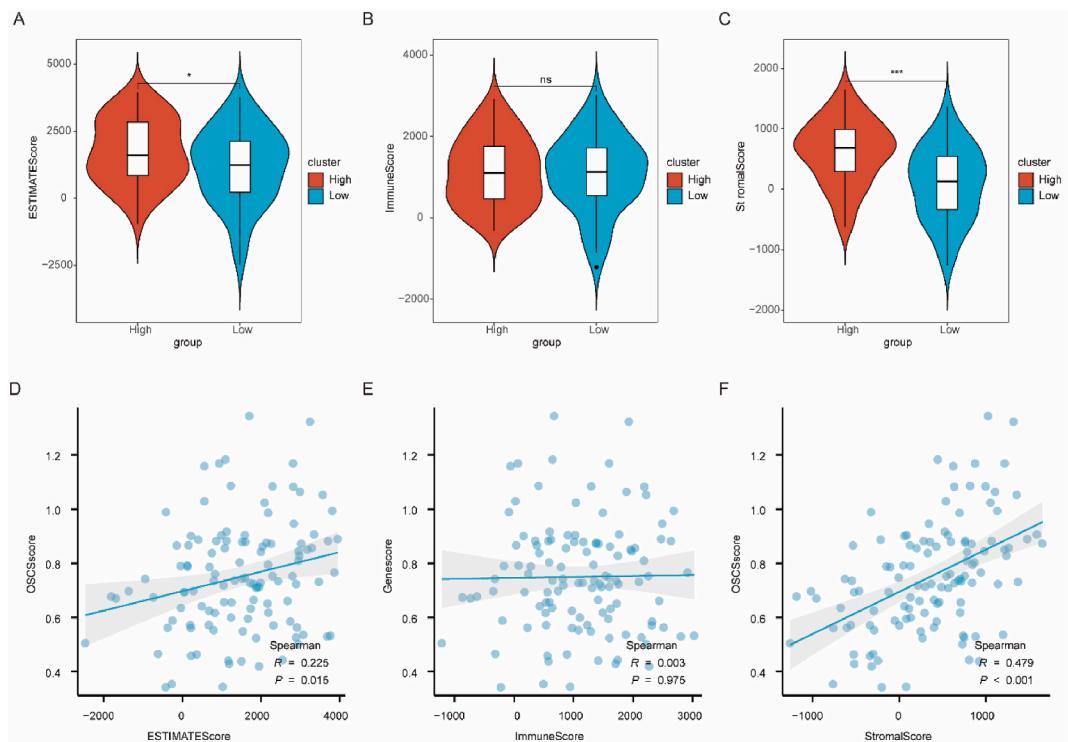 A
5000
2500
0
−2500
ESTIMATEScore
*
High
Low
group
cluster
High
Low
B
4000
2000
0
−2000
ImmuneScore
ns
High
Low
group
cluster
High
Low
C
2000
1000
0
−1000
−2000
St romalScore
***
High
Low
group
cluster
High
Low
D
1.2
1.0
0.8
0.6
0.4
OSCSscore
Spearman
R = 0.225
P = 0.015
−2000 0 2000 4000
ESTIMATEScore
E
1.2
1.0
0.8
0.6
0.4
Genescore
Spearman
R = 0.003
P = 0.975
−1000 0 1000 2000 3000
ImmuneScore
F
1.2
1.0
0.8
0.6
0.4
OSCSscore
Spearman
R = 0.479
P < 0.001
−1000 0 1000
StromalScore